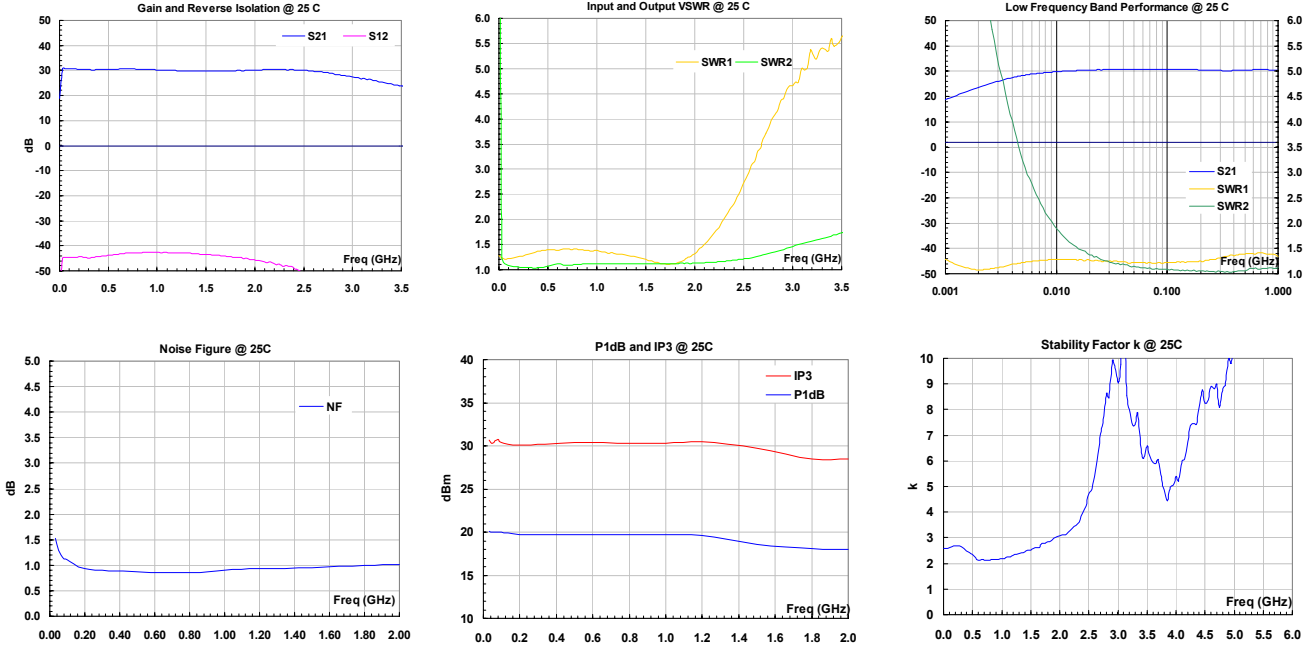 Gain and Reverse Isolation @ 25 C
S21 S12
50
40
30
20
10
0
10
20
30
40
50
dB
Freq (GHz)
0.0 0.5 1.0 1.5 2.0 2.5 3.0 3.5
Input and Output VSWR @ 25 C
SWR1 SWR2
6.0
5.5
5.0
4.5
4.0
3.5
3.0
2.5
2.0
1.5
1.0
Freq (GHz)
0.0 0.5 1.0 1.5 2.0 2.5 3.0 3.5
Low Frequency Band Performance @ 25 C
50 6.0
40 5.5
30 5.0
20 4.5
10 4.0
0 3.5
-10 3.0
-20 2.5
-30 2.0
-40 1.5
-50 1.0
S21
SWR1
SWR2
Freq (GHz)
0.001 0.010 0.100 1.000
Noise Figure @ 25C
NF
5.0
4.5
4.0
3.5
3.0
2.5
2.0
1.5
1.0
0.5
0.0
dB
Freq (GHz)
0.00 0.20 0.40 0.60 0.80 1.00 1.20 1.40 1.60 1.80 2.00
P1dB and IP3 @ 25C
IP3
P1dB
40
35
30
25
20
15
10
dBm
Freq (GHz)
0.0 0.2 0.4 0.6 0.8 1.0 1.2 1.4 1.6 1.8 2.0
Stability Factor k @ 25C
10
9
8
7
6
5
4
3
2
1
0
k
Freq (GHz)
0.0 0.5 1.0 1.5 2.0 2.5 3.0 3.5 4.0 4.5 5.0 5.5 6.0